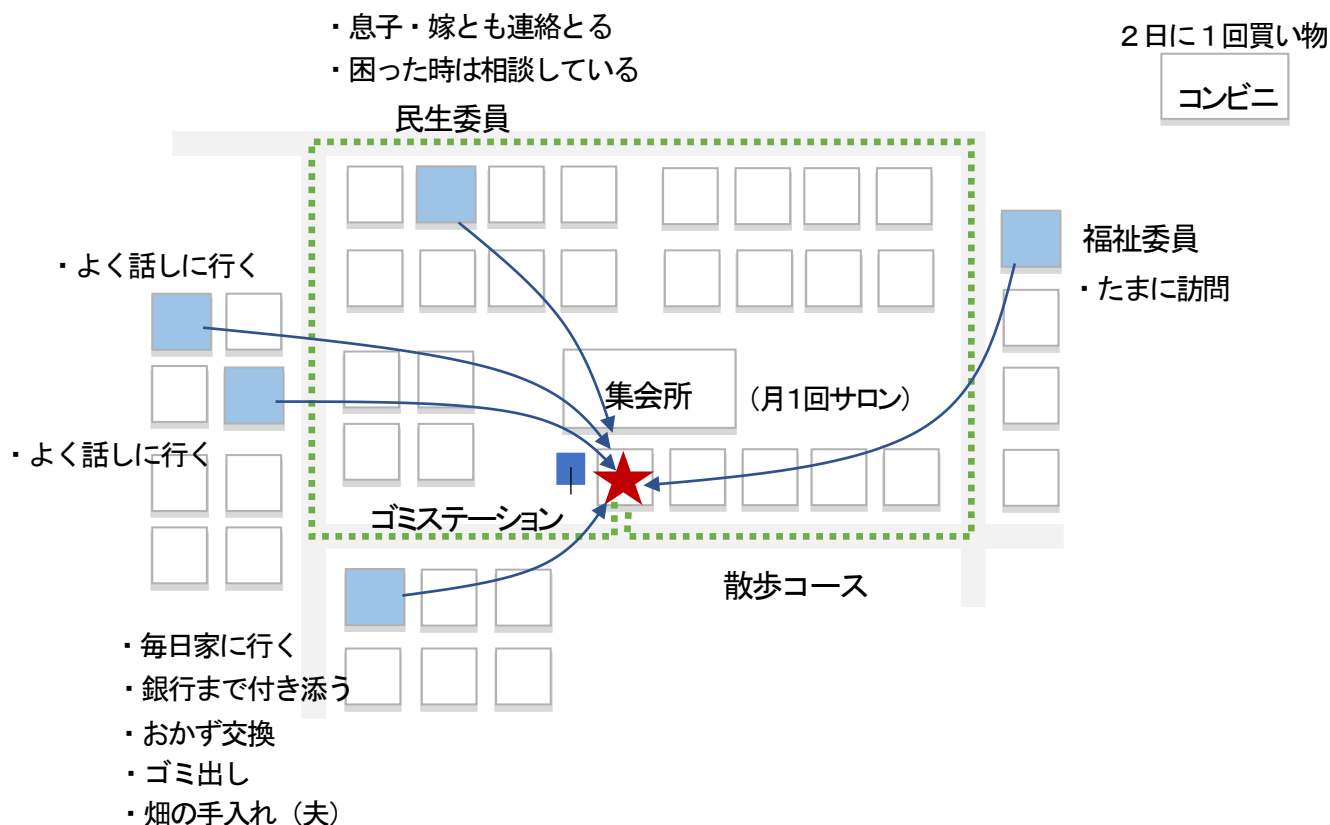 ・息子・嫁とも連絡とる
・困った時は相談している
民生委員
２日に１回買い物
コンビニ
福祉委員
・たまに訪問
・よく話しに行く
集会所
（月１回サロン）
・よく話しに行く
ゴミステーション
散歩コース
・毎日家に行く
・銀行まで付き添う
・おかず交換
・ゴミ出し
・畑の手入れ（夫）